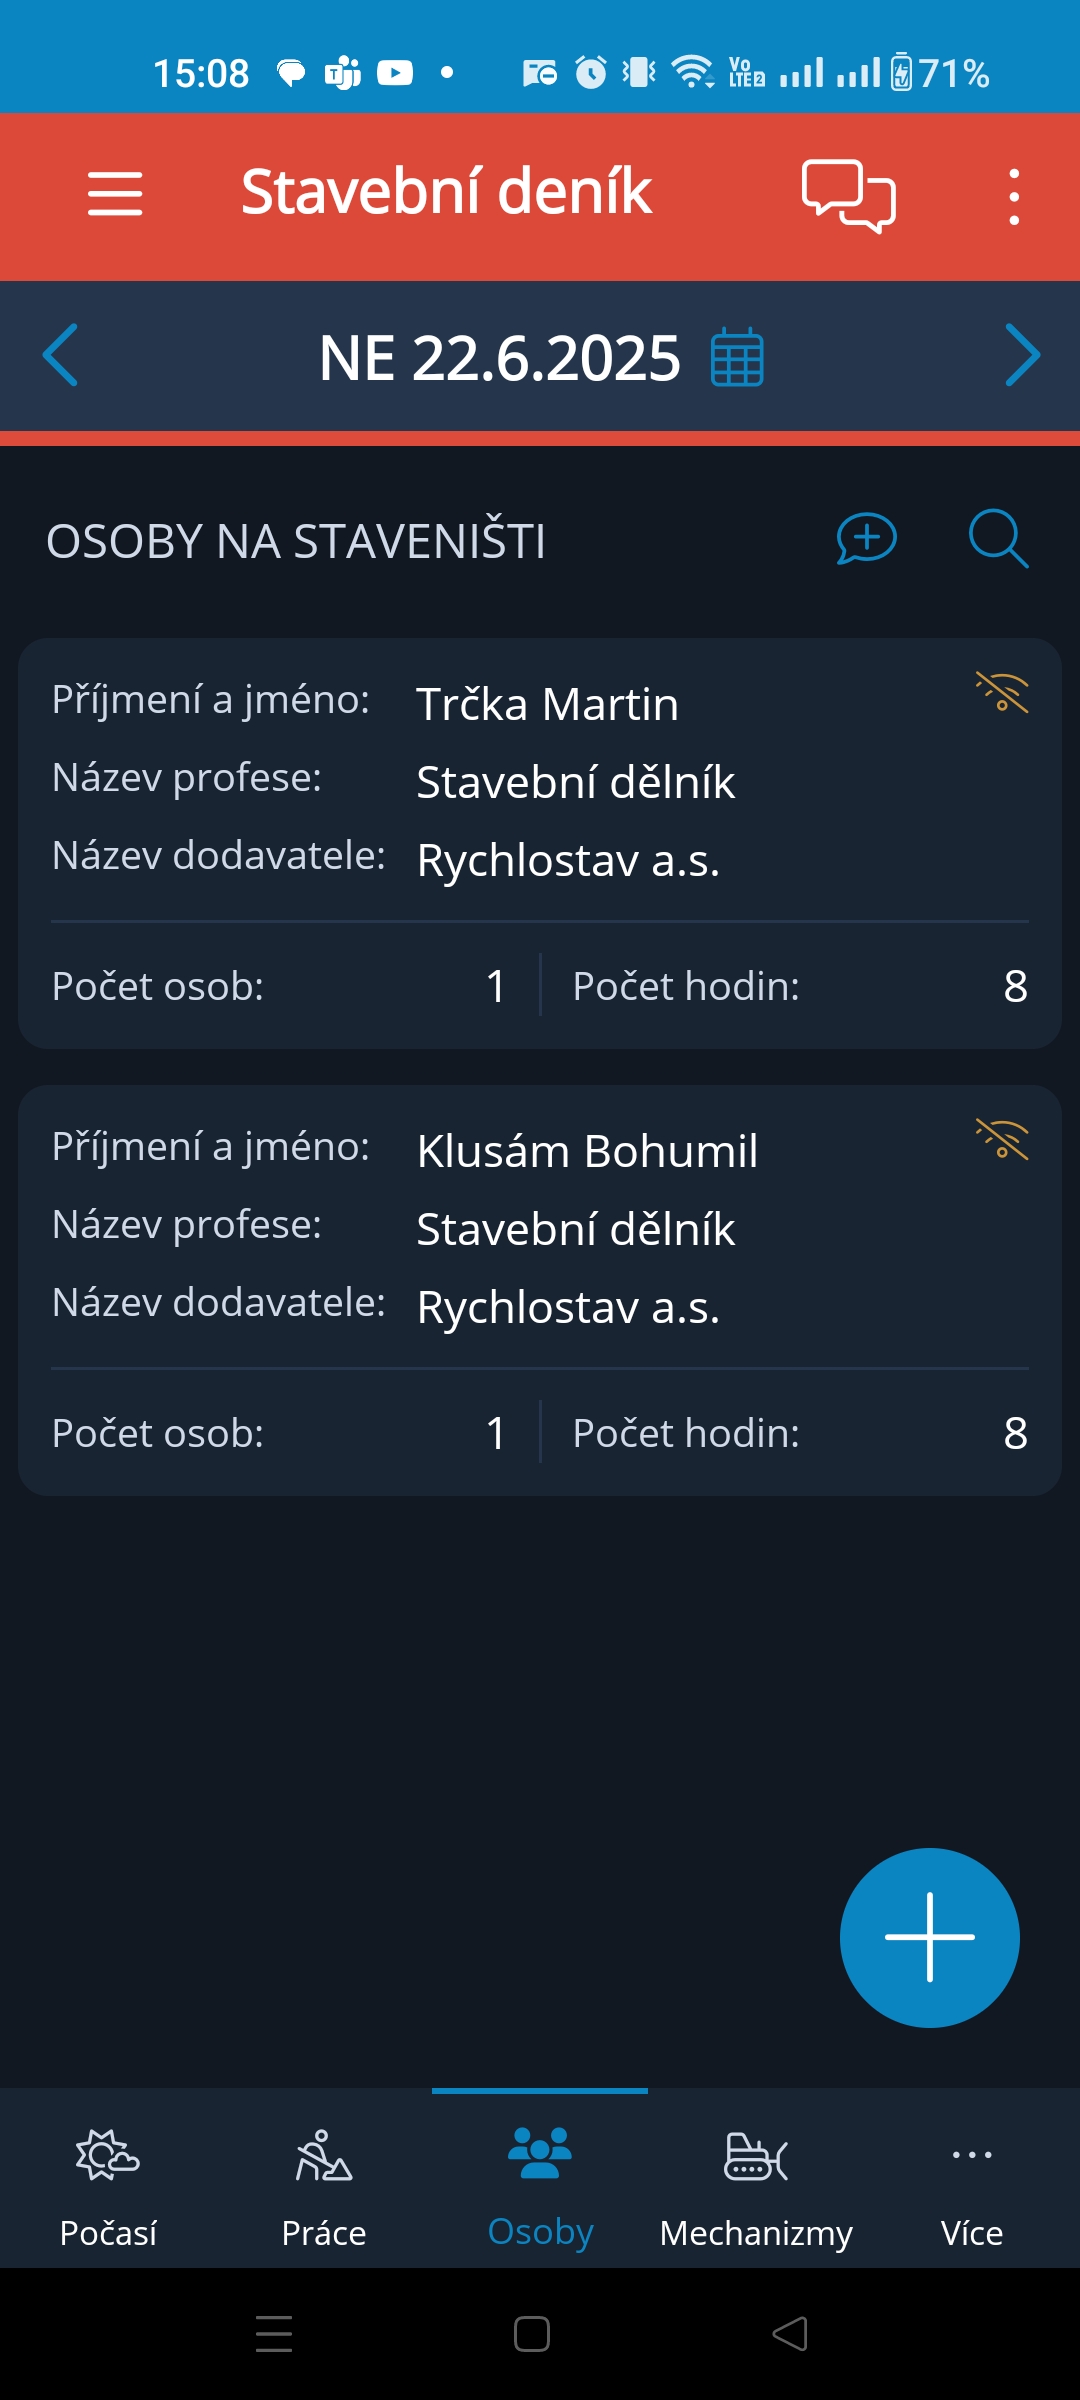 15:08 71%
Stavební deník
NE 22.6.2025
OSOBY NA STAVENIŠTI
Příjmení a jméno: Trčka Martin
Název profese: Stavební dělník
Název dodavatele: Rychlostav a.s.
Počet osob: 1 Počet hodin: 8
Příjmení a jméno: Klusám Bohumil
Název profese: Stavební dělník
Název dodavatele: Rychlostav a.s.
Počet osob: 1 Počet hodin: 8
Počasí Práce Osoby Mechanizmy Více